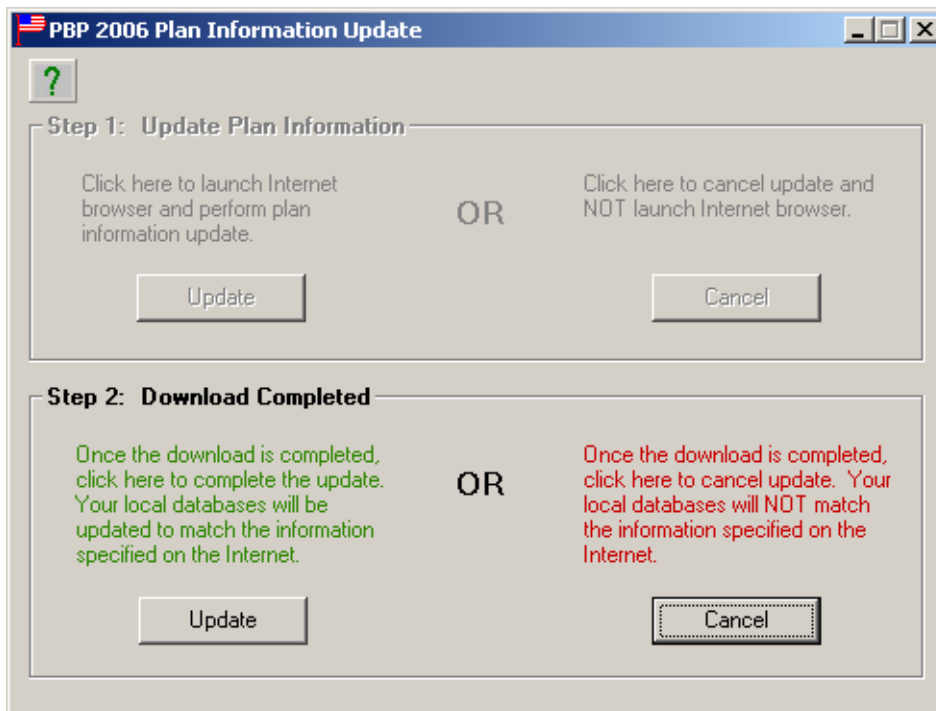 PBP 2006 Plan Information Update
?
Step 1:  Update Plan Information
Click here to launch Internet
browser and perform plan
information update.
OR
Click here to cancel update and
NOT launch Internet browser.
Update
Cancel
Step 2:  Download Completed
Once the download is completed,
click here to complete the update.
Your local databases will be
updated to match the information
specified on the Internet.
OR
Once the download is completed,
click here to cancel update.  Your
local databases will NOT match
the information specified on the
Internet.
Update
Cancel